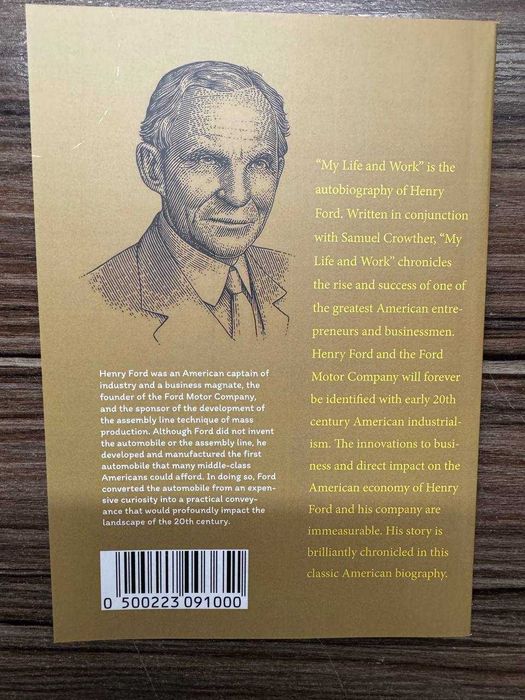 Henry Ford was an American captain of
industry and a business magnate, the
founder of the Ford Motor Company,
and the sponsor of the development of
the assembly line technique of mass
production. Although Ford did not invent
the automobile or the assembly line, he
developed and manufactured the first
automobile that many middle-class
Americans could afford. In doing so, Ford
converted the automobile from an expen-
sive curiosity into a practical convey-
ance that would profoundly impact the
landscape of the 20th century.
0 500223 091000
“My Life and Work” is the
autobiography of Henry
Ford. Written in conjunction
with Samuel Crowther, “My
Life and Work” chronicles
the rise and success of one of
the greatest American entre-
preneurs and businessmen.
Henry Ford and the Ford
Motor Company will forever
be identified with early 20th
century American industrial-
ism. The innovations to busi-
ness and direct impact on the
American economy of Henry
Ford and his company are
immeasurable. His story is
brilliantly chronicled in this
classic American biography.